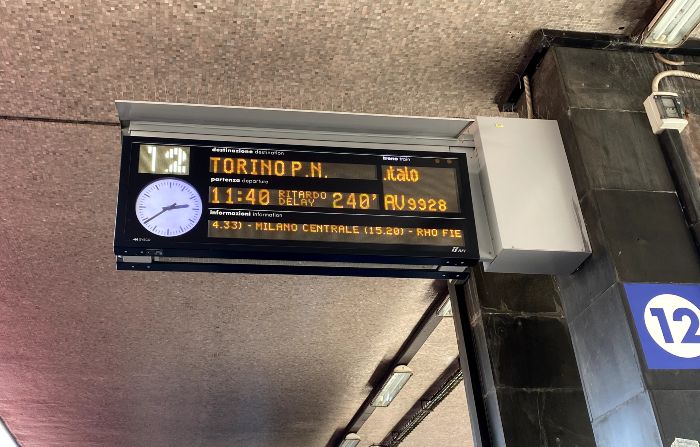 12
destinazione destination
treno train
TORINO P.N.
.italo
partenza departure
11:40 RITARDO DELAY 240' AV9928
informazioni information
4.33) - MILANO CENTRALE (15.20) - RHO FIE
RFI
12